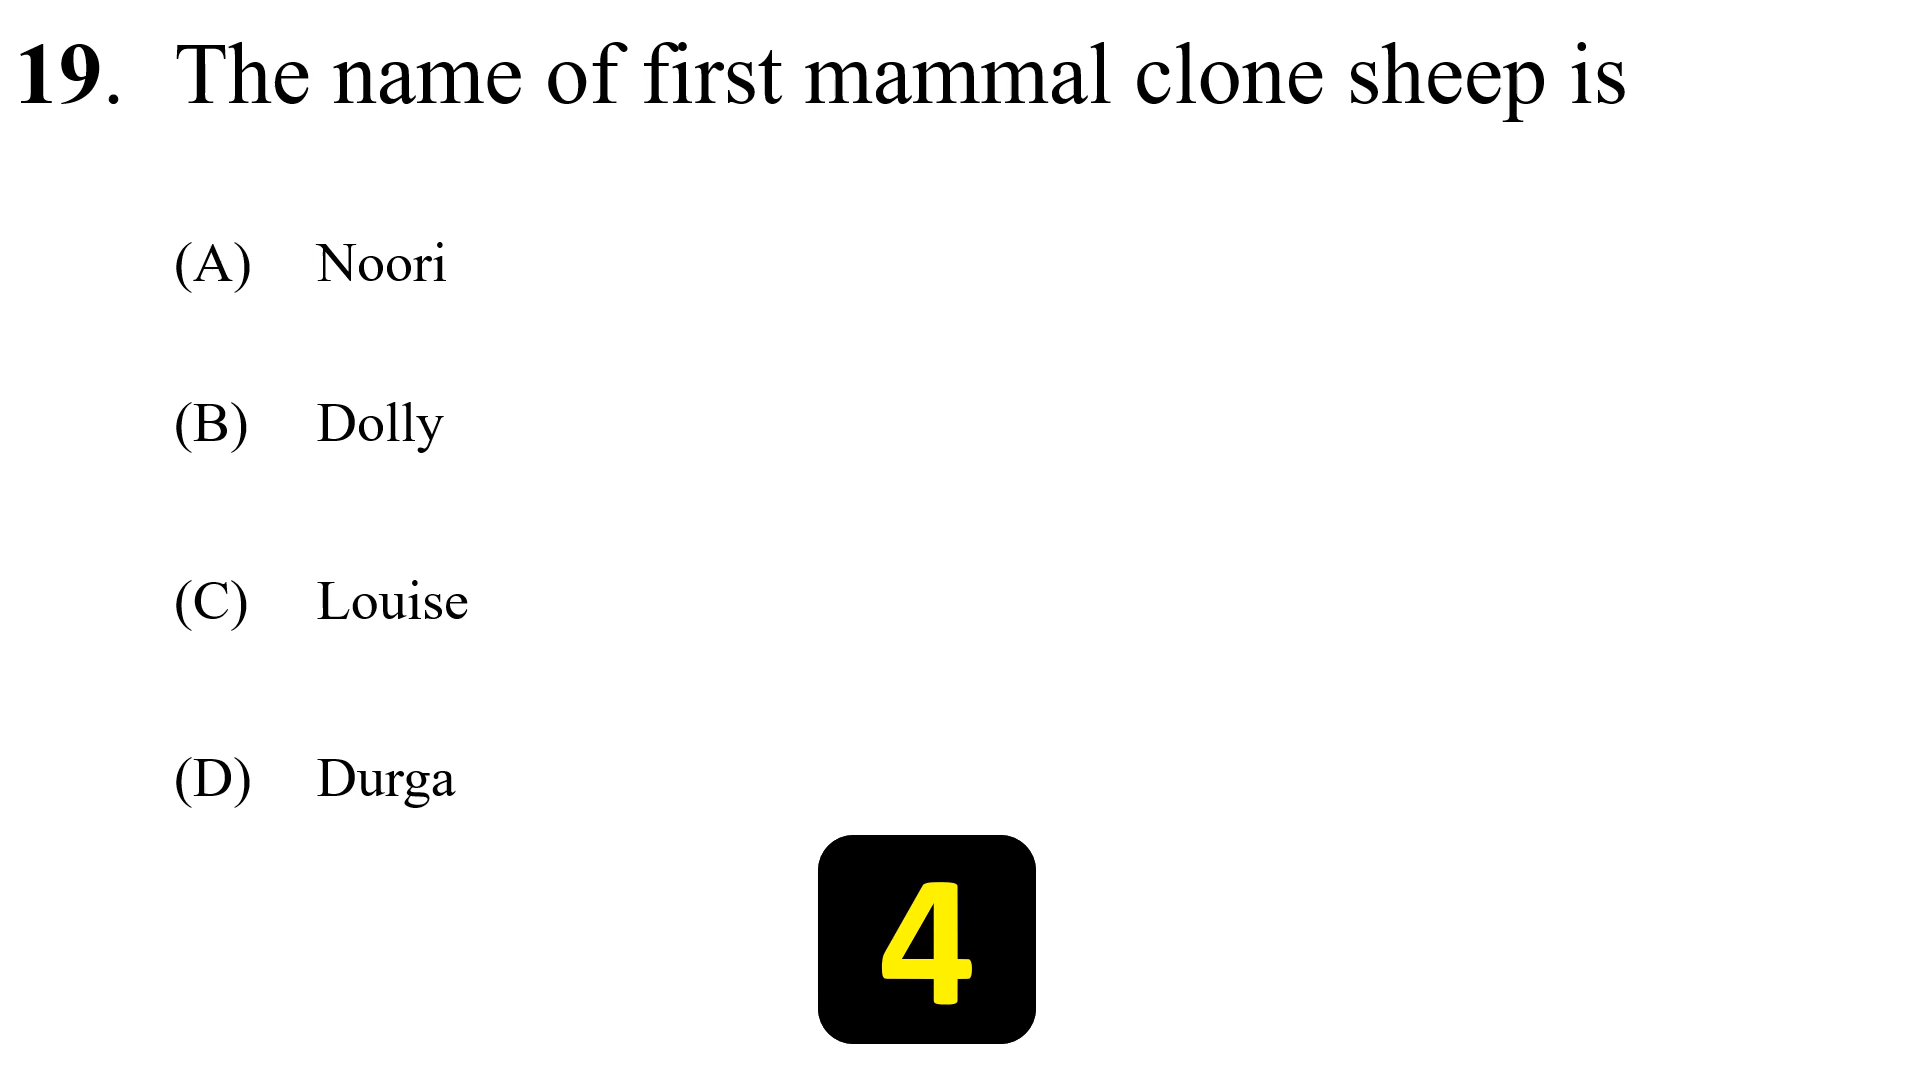 19. The name of first mammal clone sheep is
(A) Noori
(B) Dolly
(C) Louise
(D) Durga
4